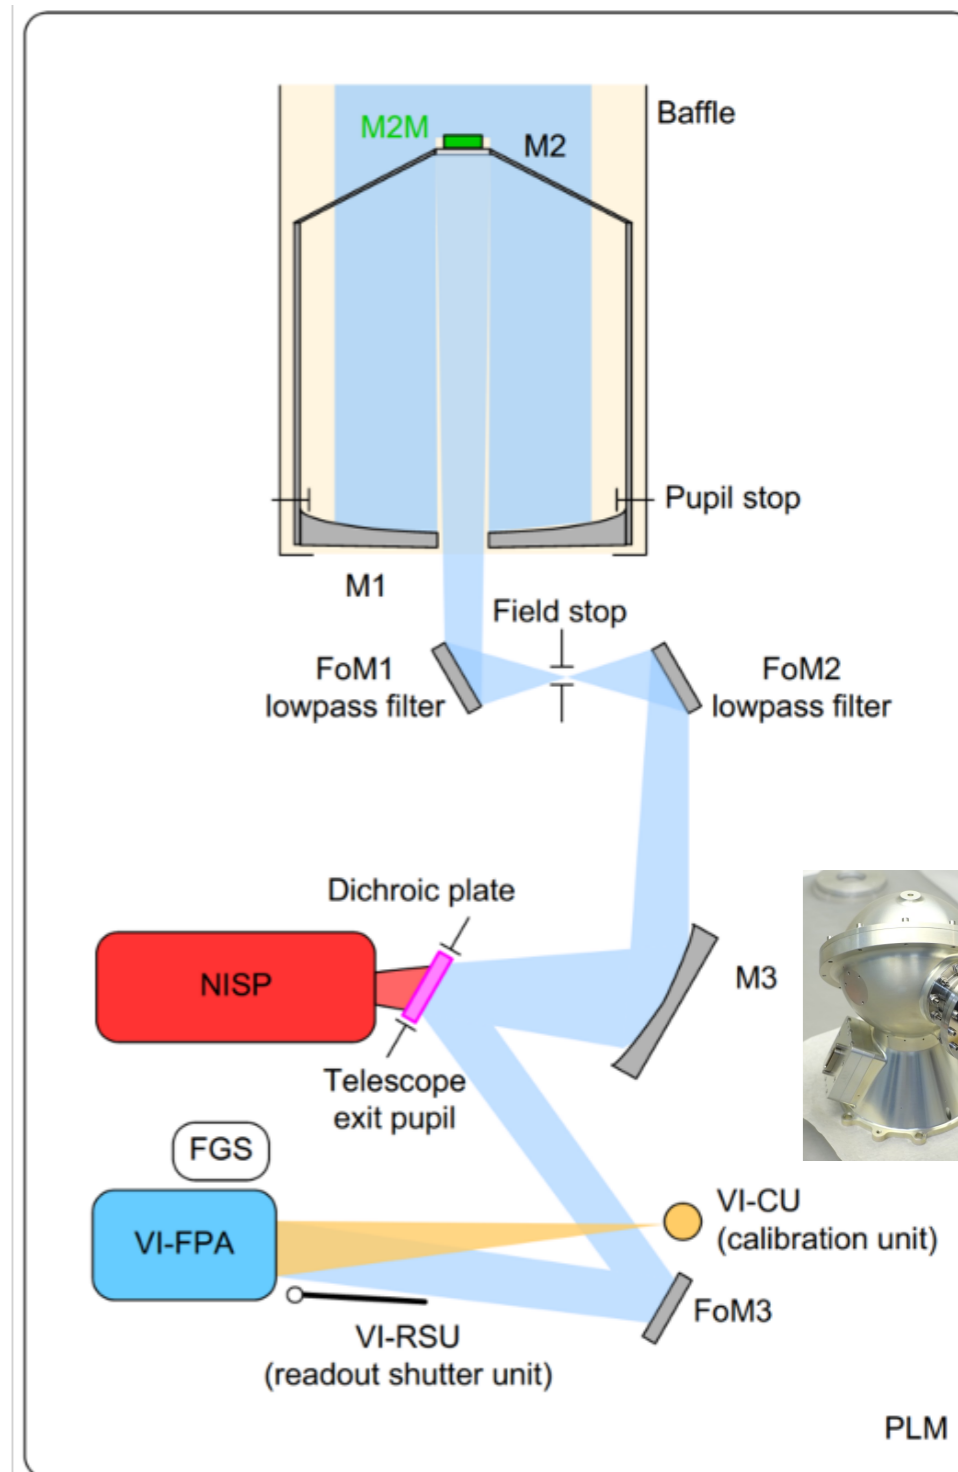 Baffle
M2M
M2
Pupil stop
M1
Field stop
FoM1
lowpass filter
FoM2
lowpass filter
Dichroic plate
NISP
M3
Telescope
exit pupil
FGS
VI-FPA
VI-CU
(calibration unit)
FoM3
VI-RSU
(readout shutter unit)
PLM